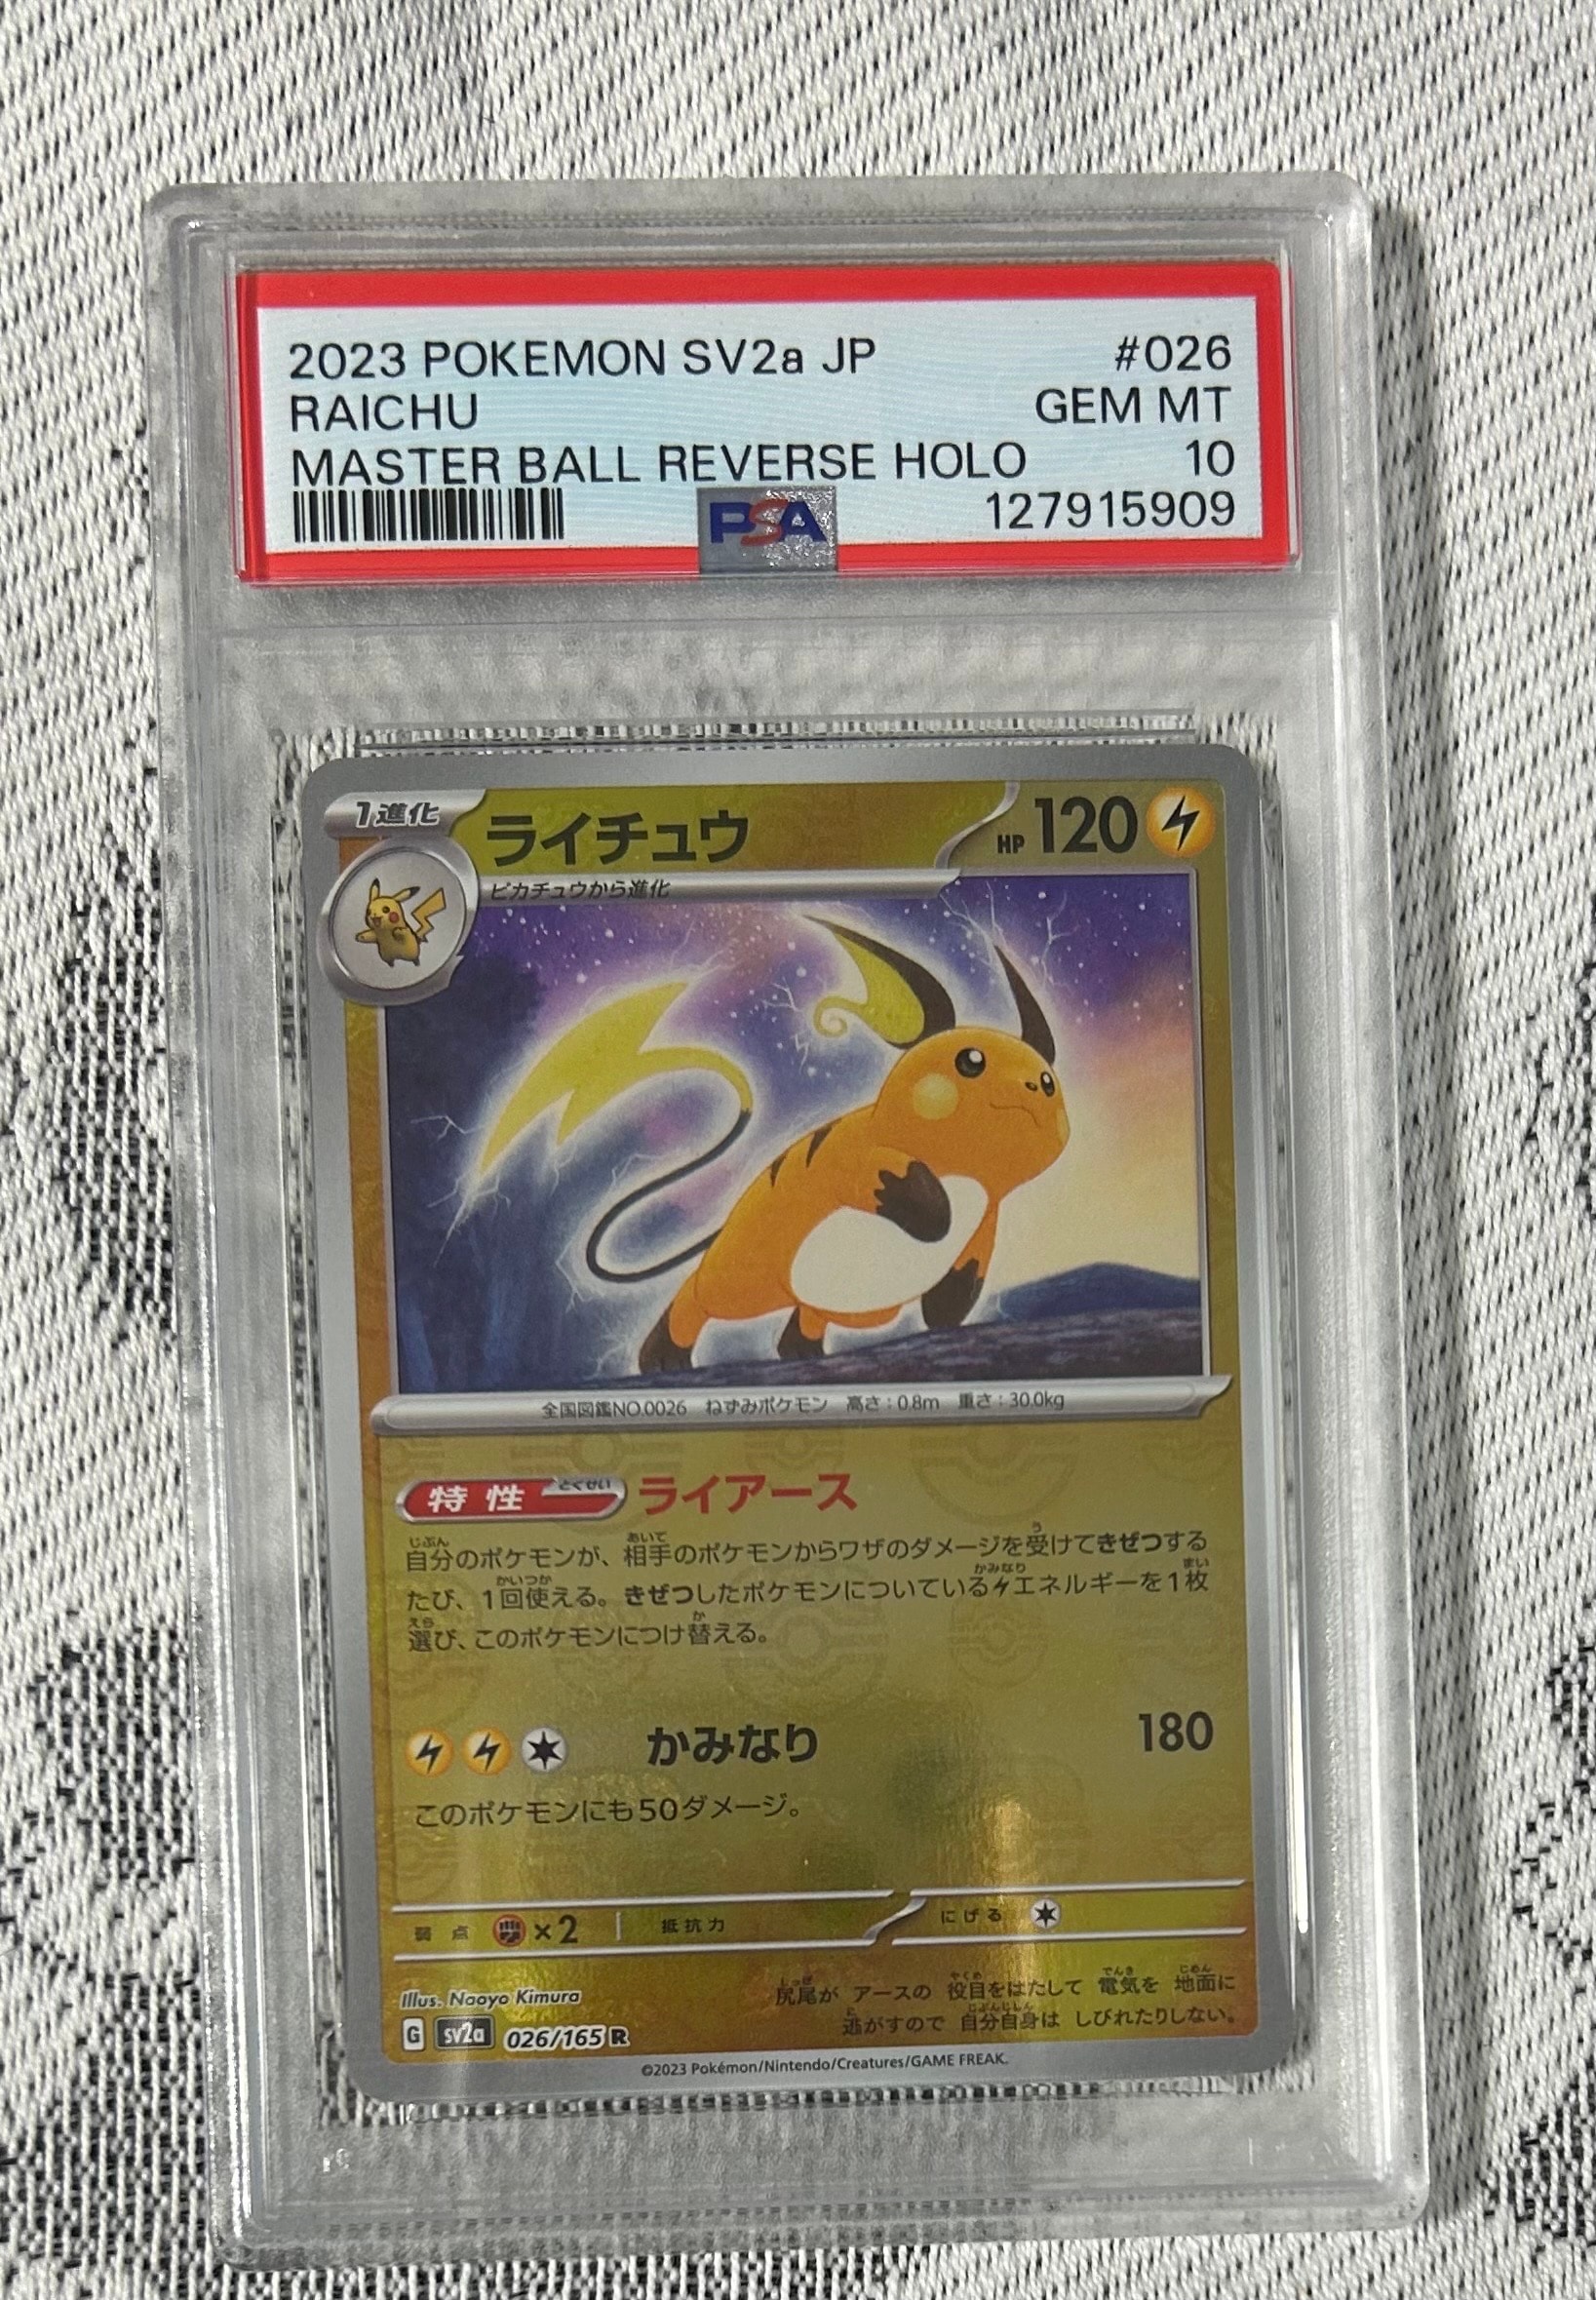 2023 POKEMON SV2a JP #026
RAICHU GEM MT
MASTER BALL REVERSE HOLO 10
PSA 127915909
1進化 ライチュウ HP 120
ピカチュウから進化
全国図鑑NO.0026 ねずみポケモン 高さ:0.8m 重さ:30.0kg
特性 とくせい ライアース
自分のポケモンが、相手のポケモンからワザのダメージを受けてきぜつする
たび、1回使える。きぜつしたポケモンについているエネルギーを1枚
選び、このポケモンにつけ替える。
かみなり 180
このポケモンにも50ダメージ。
弱点 ×2 抵抗力 にげる
Illus. Naoyo Kimura
尻尾が アースの 役目をはたして 電気を 地面に
逃がすので 自分自身は しびれたりしない。
G sv2a 026/165 R
©2023 Pokémon/Nintendo/Creatures/GAME FREAK.